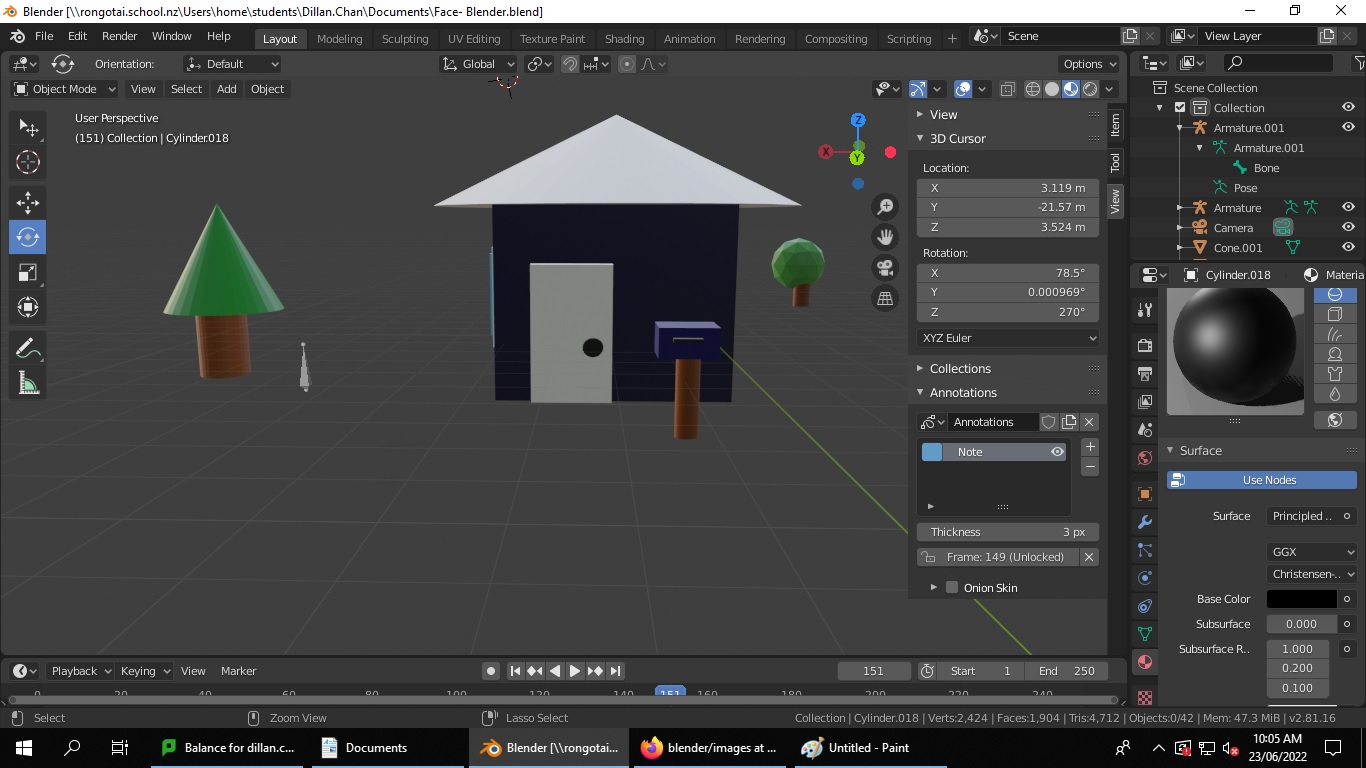 Blender [\\rongotai.school.nz\Users\home\students\Dillan.Chan\Documents\Face- Blender.blend]
File Edit Render Window Help Layout Modeling Sculpting UV Editing Texture Paint Shading Animation Rendering Compositing Scripting + Scene View Layer
Orientation: Default Global Options
Object Mode View Select Add Object
User Perspective
(151) Collection | Cylinder.018
Z
X
Y
View
3D Cursor
Location:
X 3.119 m
Y -21.57 m
Z 3.524 m
Rotation:
X 78.5°
Y 0.000969°
Z 270°
XYZ Euler
Collections
Annotations
Annotations
Note
Thickness 3 px
Frame: 149 (Unlocked)
Onion Skin
Item
Tool
View
Scene Collection
Collection
Armature.001
Armature.001
Bone
Pose
Armature
Camera
Cone.001
Cylinder.018 Materia
Surface
Use Nodes
Surface Principled ..
GGX
Christensen-..
Base Color
Subsurface 0.000
Subsurface R.. 1.000
0.200
0.100
Playback Keying View Marker 151 Start 1 End 250
0 20 40 60 80 100 120 140 151 160 180 200 220 240
Select Zoom View Lasso Select Collection | Cylinder.018 | Verts:2,424 | Faces:1,904 | Tris:4,712 | Objects:0/42 | Mem: 47.3 MiB | v2.81.16
Balance for dillan.c... Documents Blender [\\rongotai... blender/images at ... Untitled - Paint
10:05 AM
23/06/2022